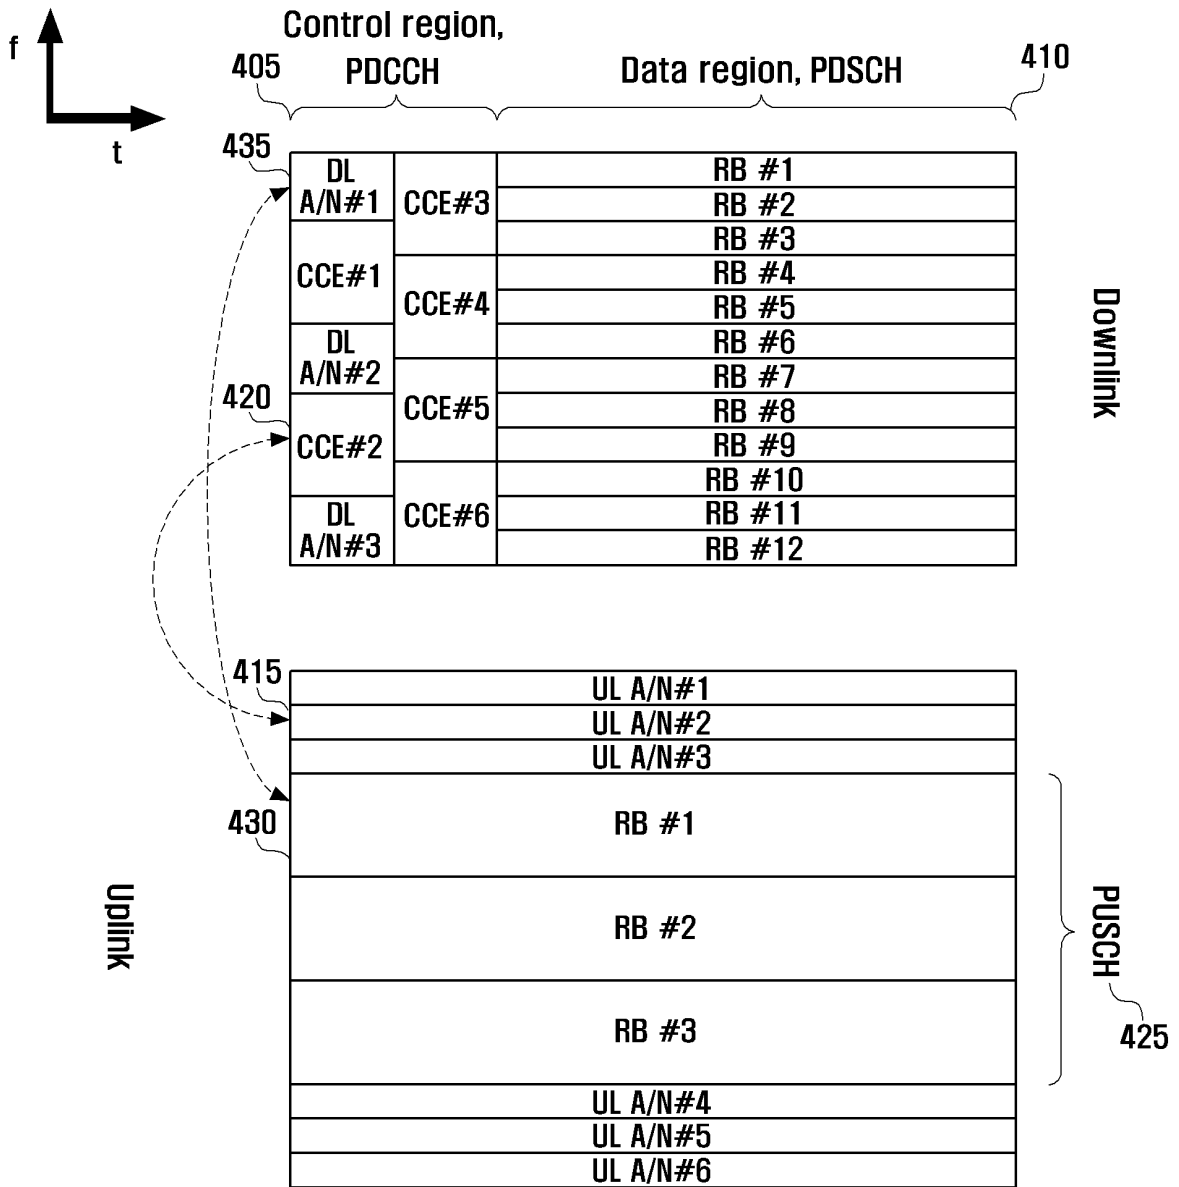 f
t
Control region,
PDCCH
405
Data region, PDSCH
410
435
DL
A/N#1
CCE#3
RB #1
RB #2
RB #3
CCE#1
CCE#4
RB #4
RB #5
RB #6
DL
A/N#2
CCE#5
RB #7
RB #8
RB #9
420
CCE#2
CCE#6
RB #10
RB #11
RB #12
DL
A/N#3
Downlink
415
UL A/N#1
UL A/N#2
UL A/N#3
430
RB #1
RB #2
RB #3
UL A/N#4
UL A/N#5
UL A/N#6
Uplink
PUSCH
425